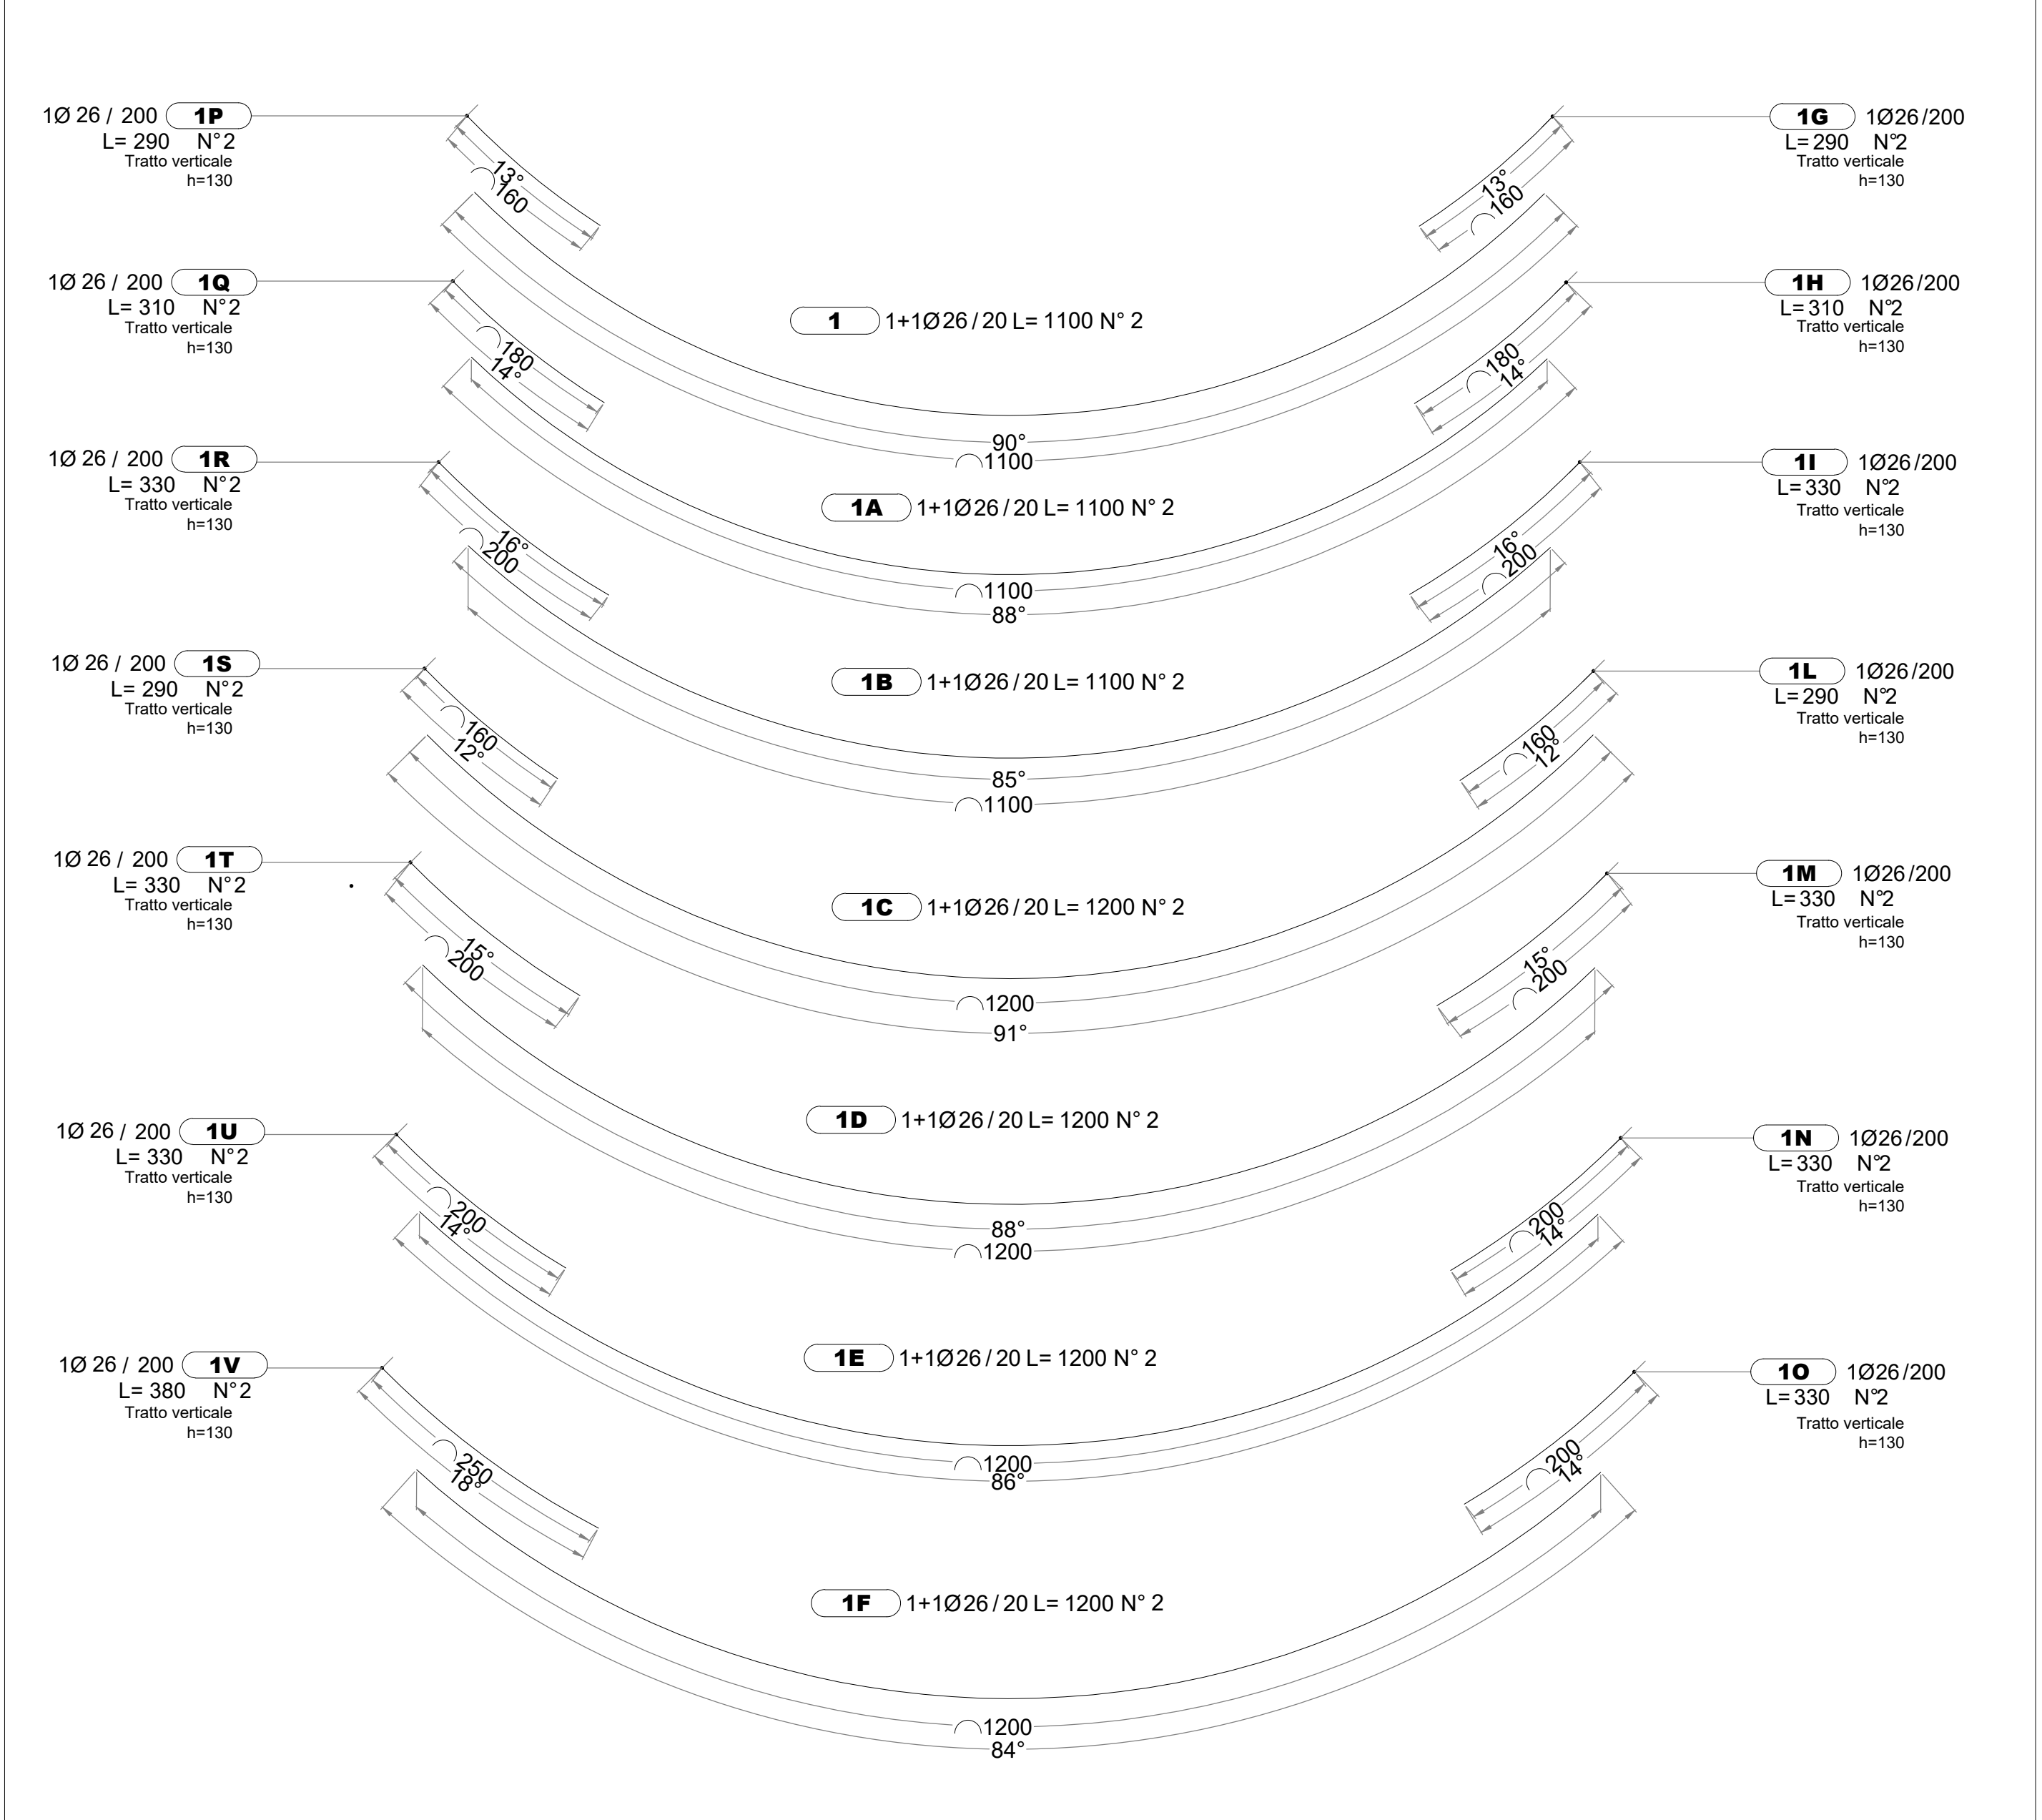 1Ø 26 / 200 1P
L= 290 N° 2
Tratto verticale
h=130
13°
160
1G 1Ø26/200
L= 290 N°2
Tratto verticale
h=130
13°
160
1 1+1Ø26/20 L= 1100 N° 2
90°
1100
1Ø 26 / 200 1Q
L= 310 N° 2
Tratto verticale
h=130
180
14°
1H 1Ø26/200
L= 310 N°2
Tratto verticale
h=130
180
14°
1A 1+1Ø26/20 L= 1100 N° 2
1100
88°
1Ø 26 / 200 1R
L= 330 N° 2
Tratto verticale
h=130
16°
200
1I 1Ø26/200
L= 330 N°2
Tratto verticale
h=130
16°
200
1B 1+1Ø26/20 L= 1100 N° 2
85°
1100
1Ø 26 / 200 1S
L= 290 N° 2
Tratto verticale
h=130
160
12°
1L 1Ø26/200
L= 290 N°2
Tratto verticale
h=130
160
12°
1C 1+1Ø26/20 L= 1200 N° 2
1200
91°
1Ø 26 / 200 1T
L= 330 N° 2
Tratto verticale
h=130
15°
200
1M 1Ø26/200
L= 330 N°2
Tratto verticale
h=130
15°
200
1D 1+1Ø26/20 L= 1200 N° 2
88°
1200
1Ø 26 / 200 1U
L= 330 N° 2
Tratto verticale
h=130
200
14°
1N 1Ø26/200
L= 330 N°2
Tratto verticale
h=130
200
14°
1E 1+1Ø26/20 L= 1200 N° 2
1200
86°
1Ø 26 / 200 1V
L= 380 N° 2
Tratto verticale
h=130
250
18°
1O 1Ø26/200
L= 330 N°2
Tratto verticale
h=130
200
14°
1F 1+1Ø26/20 L= 1200 N° 2
1200
84°